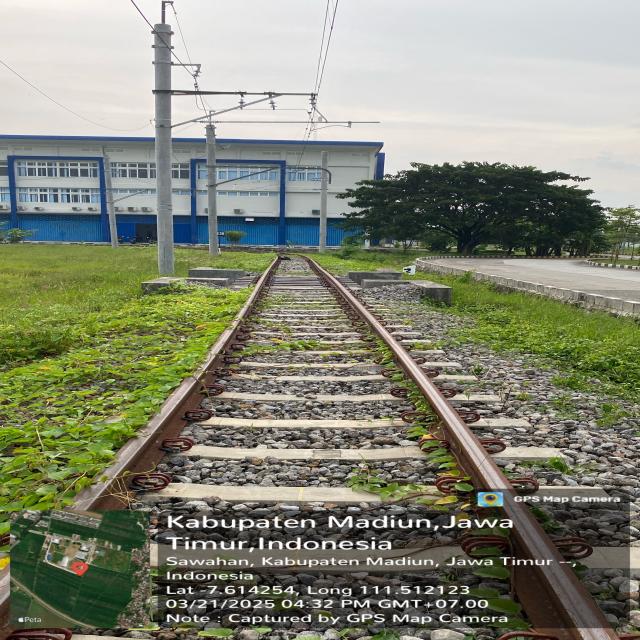 GPS Map Camera
Kabupaten Madiun,Jawa
Timur,Indonesia
Sawahan, Kabupaten Madiun, Jawa Timur --,
Indonesia
Lat -7.614254, Long 111.512123
03/21/2025 04:32 PM GMT+07.00
Note : Captured by GPS Map Camera
Peta